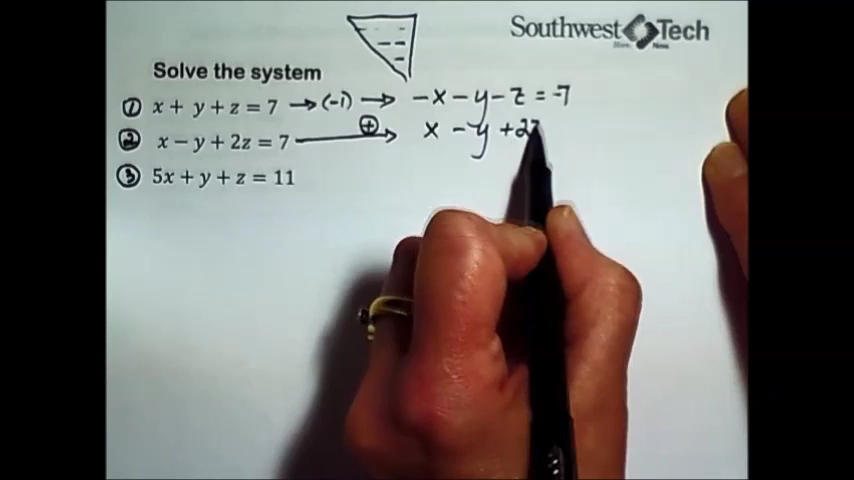 Southwest Tech
Solve the system
① x + y + z = 7 → (-1) → -x - y - z = -7
② x − y + 2z = 7 ⊕→ x - y + 2z
③ 5x + y + z = 11